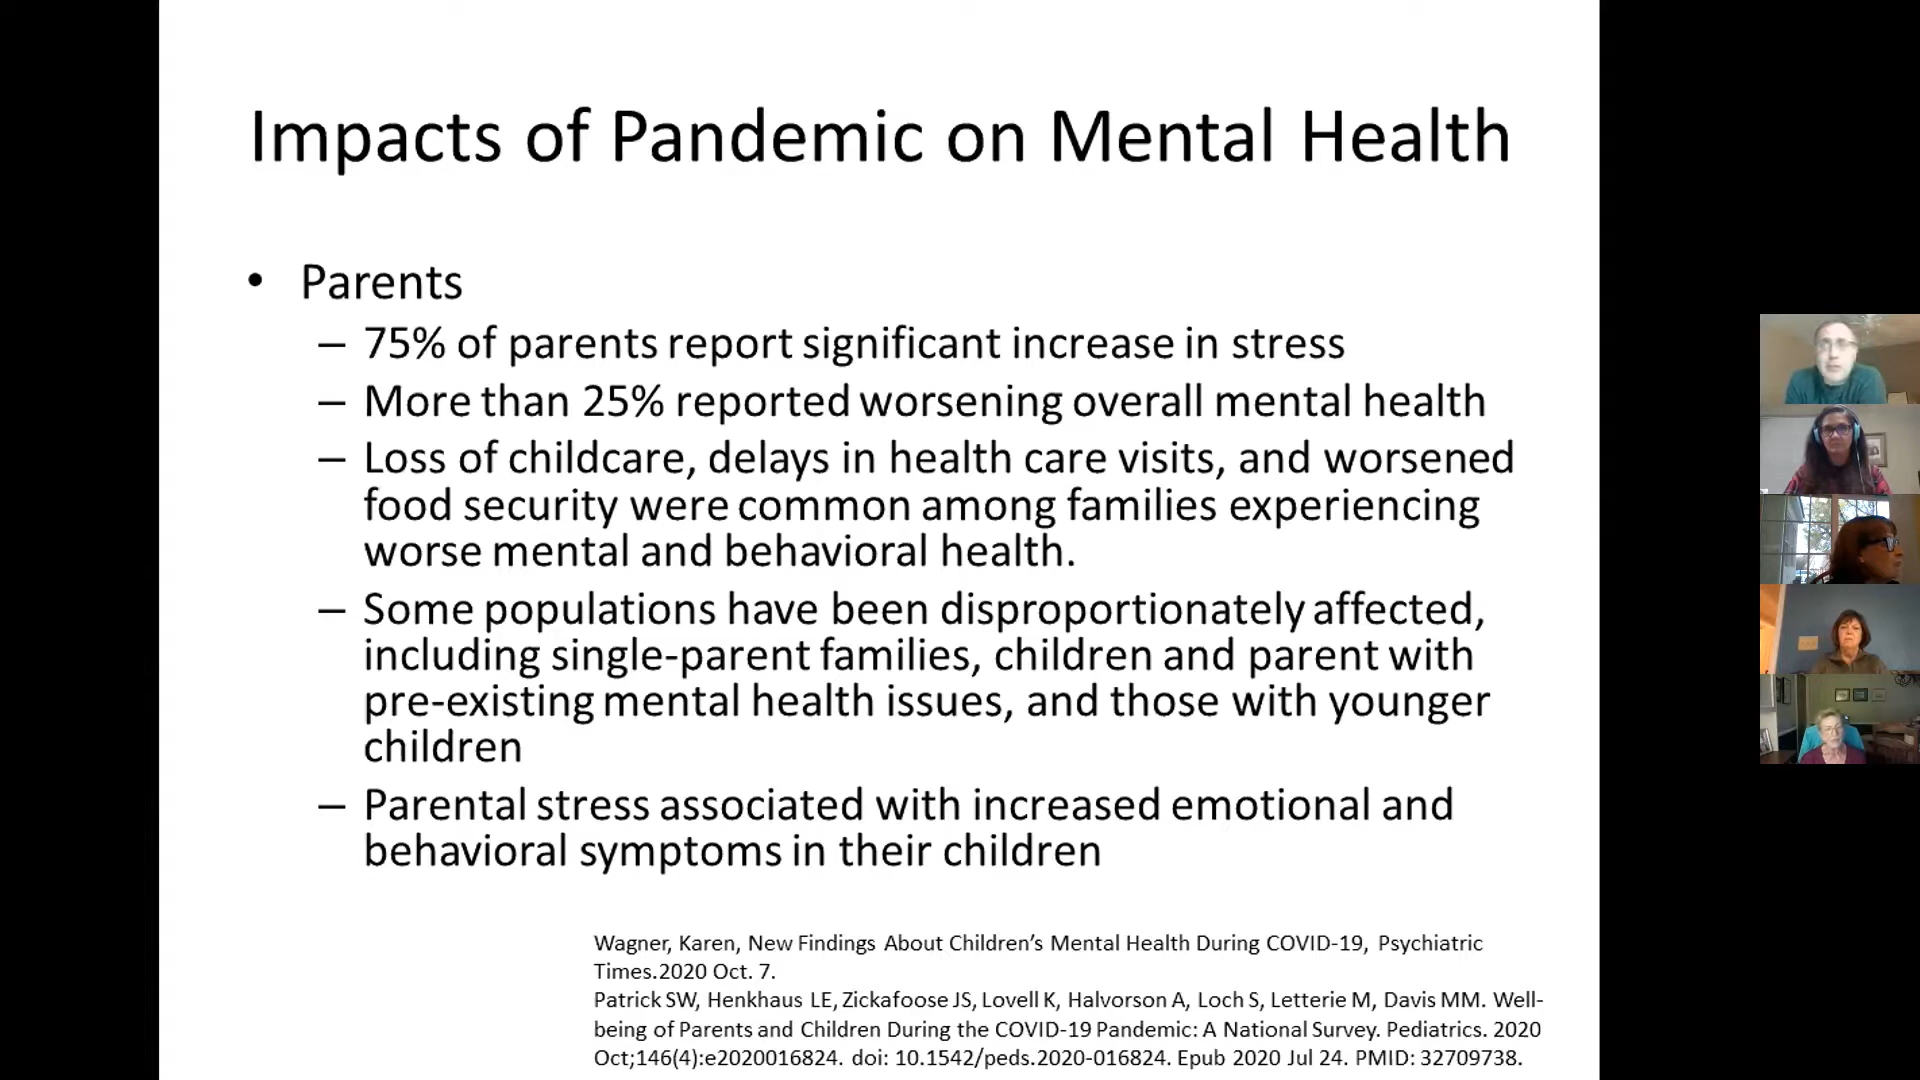 Impacts of Pandemic on Mental Health
• Parents
– 75% of parents report significant increase in stress
– More than 25% reported worsening overall mental health
– Loss of childcare, delays in health care visits, and worsened
food security were common among families experiencing
worse mental and behavioral health.
– Some populations have been disproportionately affected,
including single-parent families, children and parent with
pre-existing mental health issues, and those with younger
children
– Parental stress associated with increased emotional and
behavioral symptoms in their children
Wagner, Karen, New Findings About Children’s Mental Health During COVID-19, Psychiatric
Times.2020 Oct. 7.
Patrick SW, Henkhaus LE, Zickafoose JS, Lovell K, Halvorson A, Loch S, Letterie M, Davis MM. Well-
being of Parents and Children During the COVID-19 Pandemic: A National Survey. Pediatrics. 2020
Oct;146(4):e2020016824. doi: 10.1542/peds.2020-016824. Epub 2020 Jul 24. PMID: 32709738.